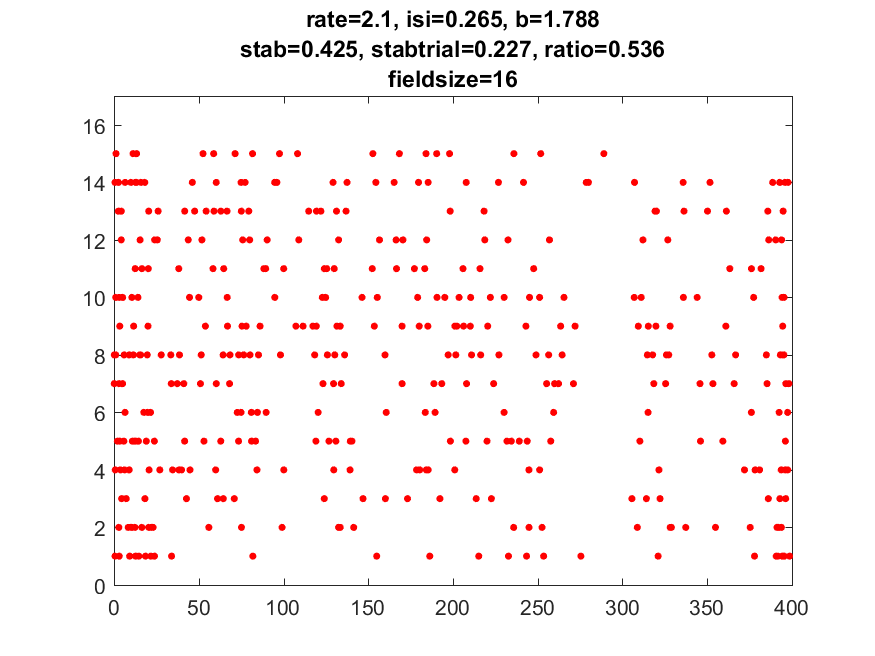 rate=2.1, isi=0.265, b=1.788
stab=0.425, stabtrial=0.227, ratio=0.536
fieldsize=16
16
14
12
10
8
6
4
2
0
0 50 100 150 200 250 300 350 400